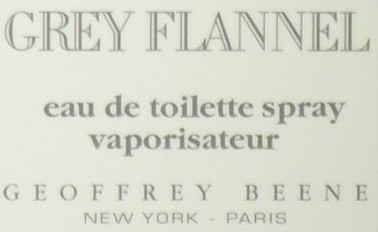 GREY FLANNEL
eau de toilette spray
vaporisateur
GEOFFREY BEENE
NEW YORK - PARIS